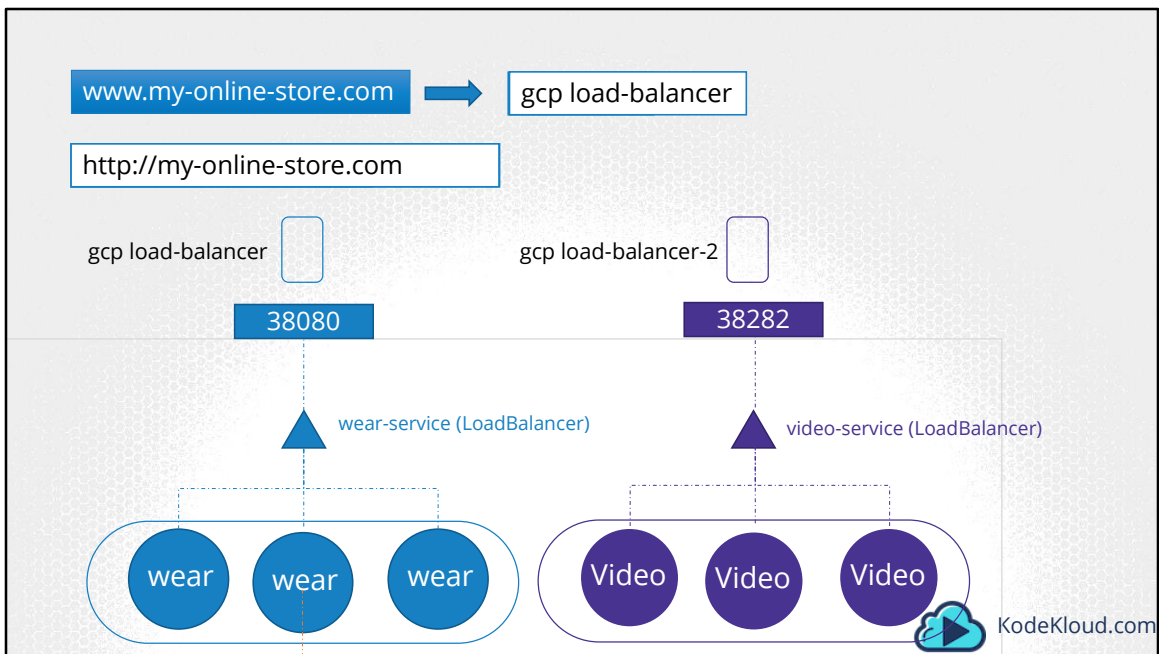 www.my-online-store.com
gcp load-balancer
http://my-online-store.com
gcp load-balancer
gcp load-balancer-2
38080
38282
wear-service (LoadBalancer)
video-service (LoadBalancer)
wear
wear
wear
Video
Video
Video
KodeKloud.com